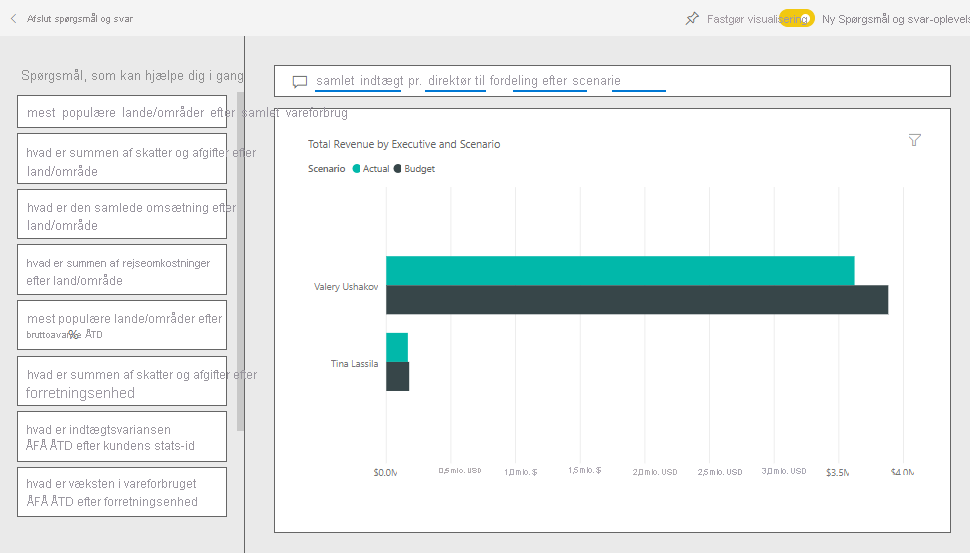 Afslut spørgsmål og svar
Fastgør visualisering
Ny Spørgsmål og svar-oplevels
Spørgsmål, som kan hjælpe dig i gang
mest populære lande/områder efter samlet vareforbrug
hvad er summen af skatter og afgifter efter
land/område
hvad er den samlede omsætning efter
land/område
hvad er summen af rejseomkostninger
efter land/område
mest populære lande/områder efter
bruttoavance % ÅTD
hvad er summen af skatter og afgifter efter
forretningsenhed
hvad er indtægtsvariansen
ÅFÅ ÅTD efter kundens stats-id
hvad er væksten i vareforbruget
ÅFÅ ÅTD efter forretningsenhed
samlet indtægt pr. direktør til fordeling efter scenarie
Total Revenue by Executive and Scenario
Scenario Actual Budget
Valery Ushakov
Tina Lassila
$0.0M 0,5 mio. USD 1,0 mio. $ 1,5 mio. $ 2,0 mio. USD 2,5 mio. USD 3,0 mio. USD $3.5M $4.0M